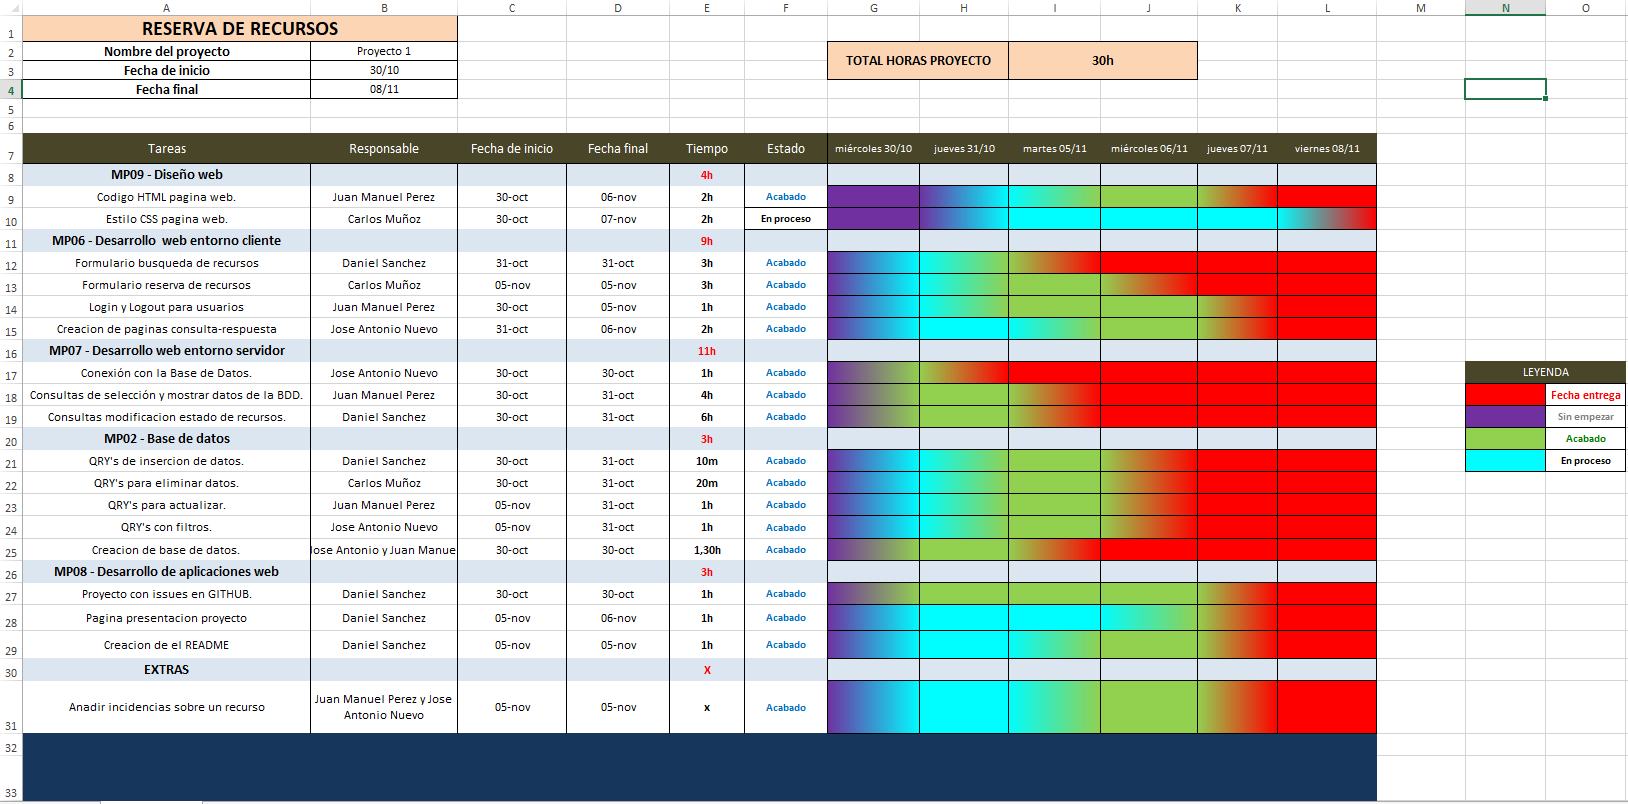 A B C D E F G H I J K L M N O
1 RESERVA DE RECURSOS
2 Nombre del proyecto Proyecto 1 TOTAL HORAS PROYECTO 30h
3 Fecha de inicio 30/10
4 Fecha final 08/11
5
6
7 Tareas Responsable Fecha de inicio Fecha final Tiempo Estado miércoles 30/10 jueves 31/10 martes 05/11 miércoles 06/11 jueves 07/11 viernes 08/11
8 MP09 - Diseño web 4h
9 Codigo HTML pagina web. Juan Manuel Perez 30-oct 06-nov 2h Acabado
10 Estilo CSS pagina web. Carlos Muñoz 30-oct 07-nov 2h En proceso
11 MP06 - Desarrollo  web entorno cliente 9h
12 Formulario busqueda de recursos Daniel Sanchez 31-oct 31-oct 3h Acabado
13 Formulario reserva de recursos Carlos Muñoz 05-nov 05-nov 3h Acabado
14 Login y Logout para usuarios Juan Manuel Perez 30-oct 05-nov 1h Acabado
15 Creacion de paginas consulta-respuesta Jose Antonio Nuevo 31-oct 06-nov 2h Acabado
16 MP07 - Desarrollo web entorno servidor 11h
17 Conexión con la Base de Datos. Jose Antonio Nuevo 30-oct 30-oct 1h Acabado LEYENDA
18 Consultas de selección y mostrar datos de la BDD. Juan Manuel Perez 30-oct 31-oct 4h Acabado Fecha entrega
19 Consultas modificacion estado de recursos. Daniel Sanchez 30-oct 31-oct 6h Acabado Sin empezar
20 MP02 - Base de datos 3h Acabado
21 QRY's de insercion de datos. Daniel Sanchez 30-oct 31-oct 10m Acabado En proceso
22 QRY's para eliminar datos. Carlos Muñoz 30-oct 31-oct 20m Acabado
23 QRY's para actualizar. Juan Manuel Perez 05-nov 31-oct 1h Acabado
24 QRY's con filtros. Jose Antonio Nuevo 05-nov 31-oct 1h Acabado
25 Creacion de base de datos. Jose Antonio y Juan Manue 30-oct 30-oct 1,30h Acabado
26 MP08 - Desarrollo de aplicaciones web 3h
27 Proyecto con issues en GITHUB. Daniel Sanchez 30-oct 30-oct 1h Acabado
28 Pagina presentacion proyecto Daniel Sanchez 05-nov 06-nov 1h Acabado
29 Creacion de el README Daniel Sanchez 05-nov 05-nov 1h Acabado
30 EXTRAS X
31 Anadir incidencias sobre un recurso Juan Manuel Perez y Jose
Antonio Nuevo 05-nov 05-nov x Acabado
32
33